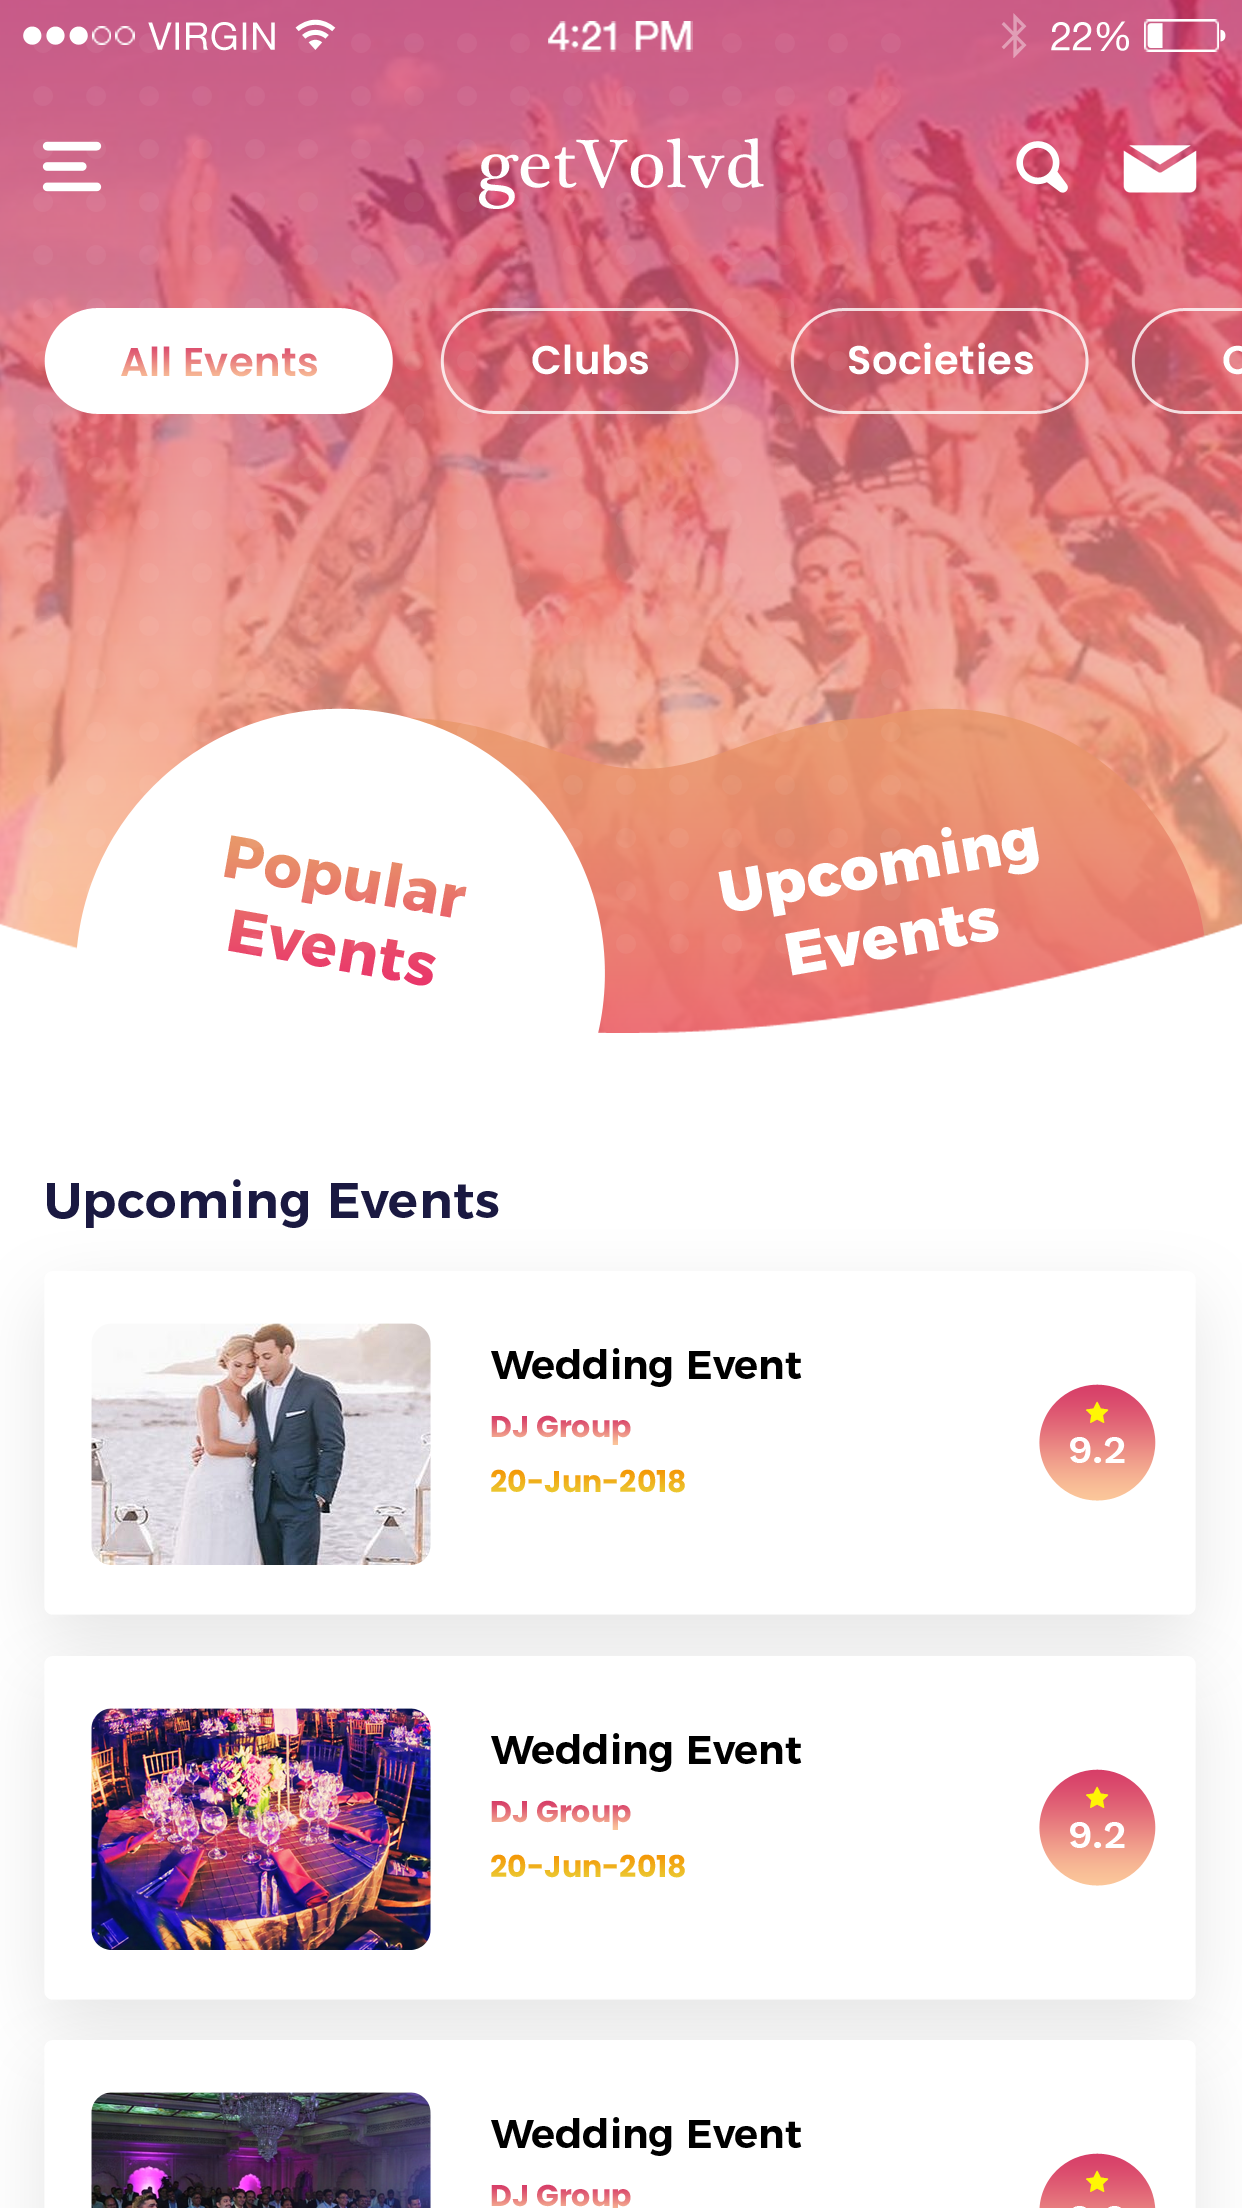 VIRGIN 4:21 PM 22%
getVolvd
All Events Clubs Societies
Popular
Events
Upcoming
Events
Upcoming Events
Wedding Event
DJ Group
20-Jun-2018
9.2
Wedding Event
DJ Group
20-Jun-2018
9.2
Wedding Event
DJ Group